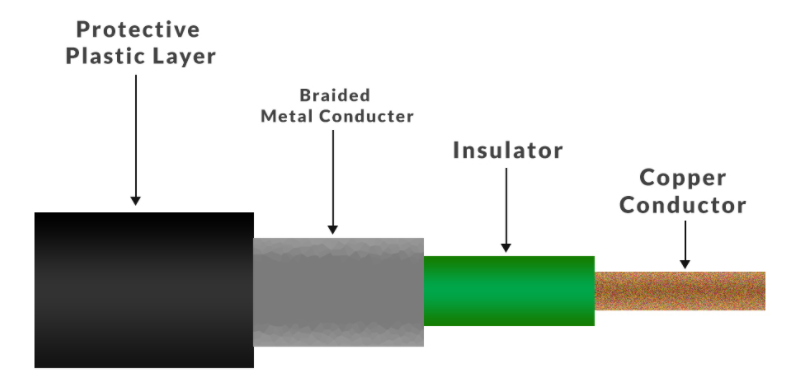 Protective
Plastic Layer
Braided
Metal Conducter
Insulator
Copper
Conductor